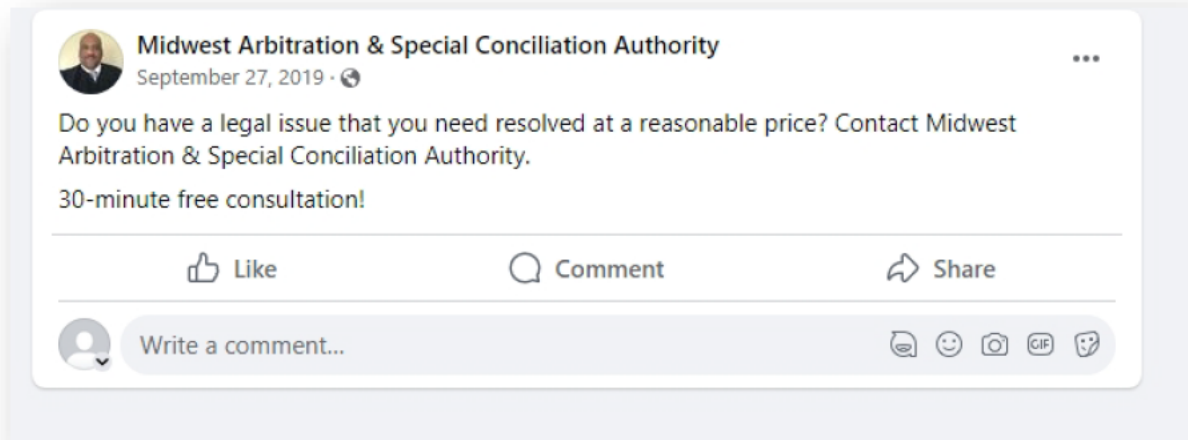 Midwest Arbitration & Special Conciliation Authority
September 27, 2019 ·
Do you have a legal issue that you need resolved at a reasonable price? Contact Midwest
Arbitration & Special Conciliation Authority.
30-minute free consultation!
Like Comment Share
Write a comment... GIF